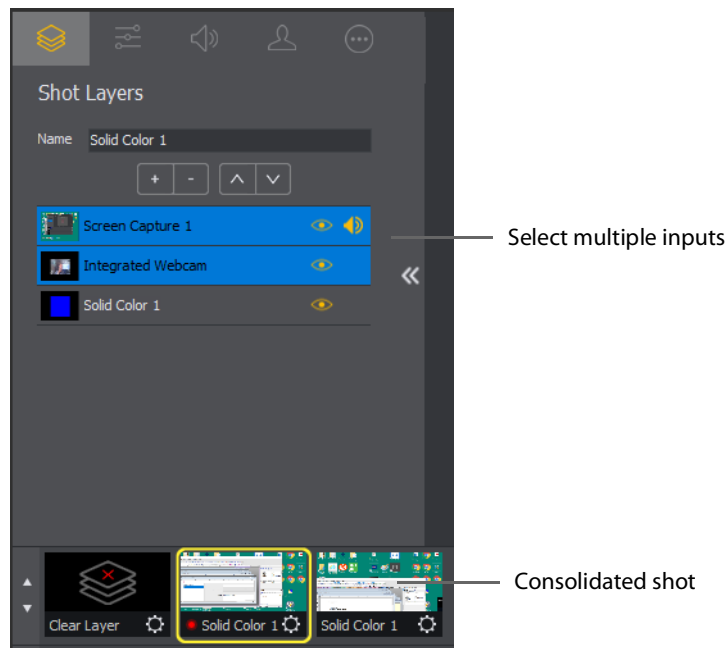 Shot Layers
Name Solid Color 1
+ -
Screen Capture 1
Select multiple inputs
Integrated Webcam
Solid Color 1
Consolidated shot
Clear Layer
Solid Color 1
Solid Color 1